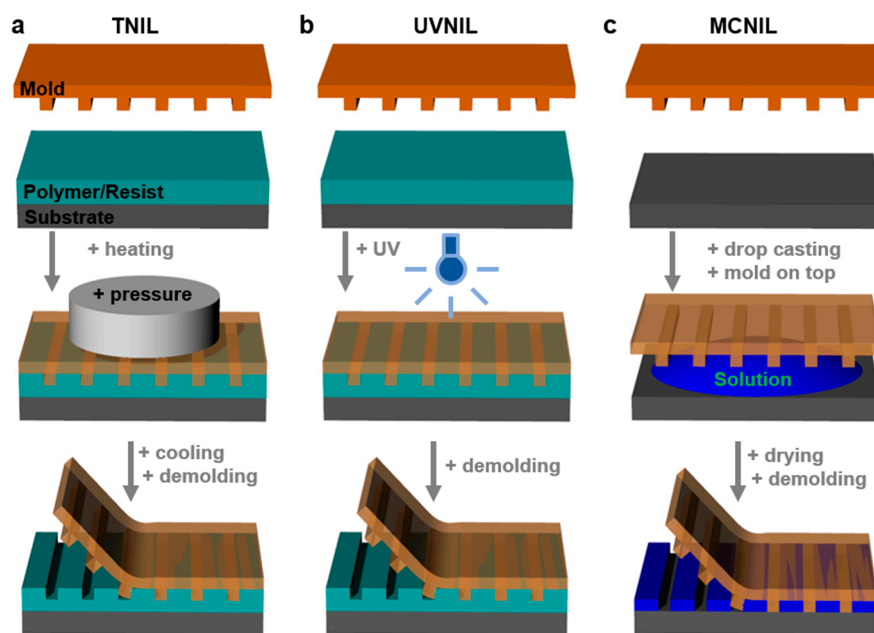 a TNIL
Mold
Polymer/Resist
Substrate
+ heating
+ pressure
+ cooling
+ demolding
b UVNIL
+ UV
+ demolding
c MCNIL
+ drop casting
+ mold on top
Solution
+ drying
+ demolding